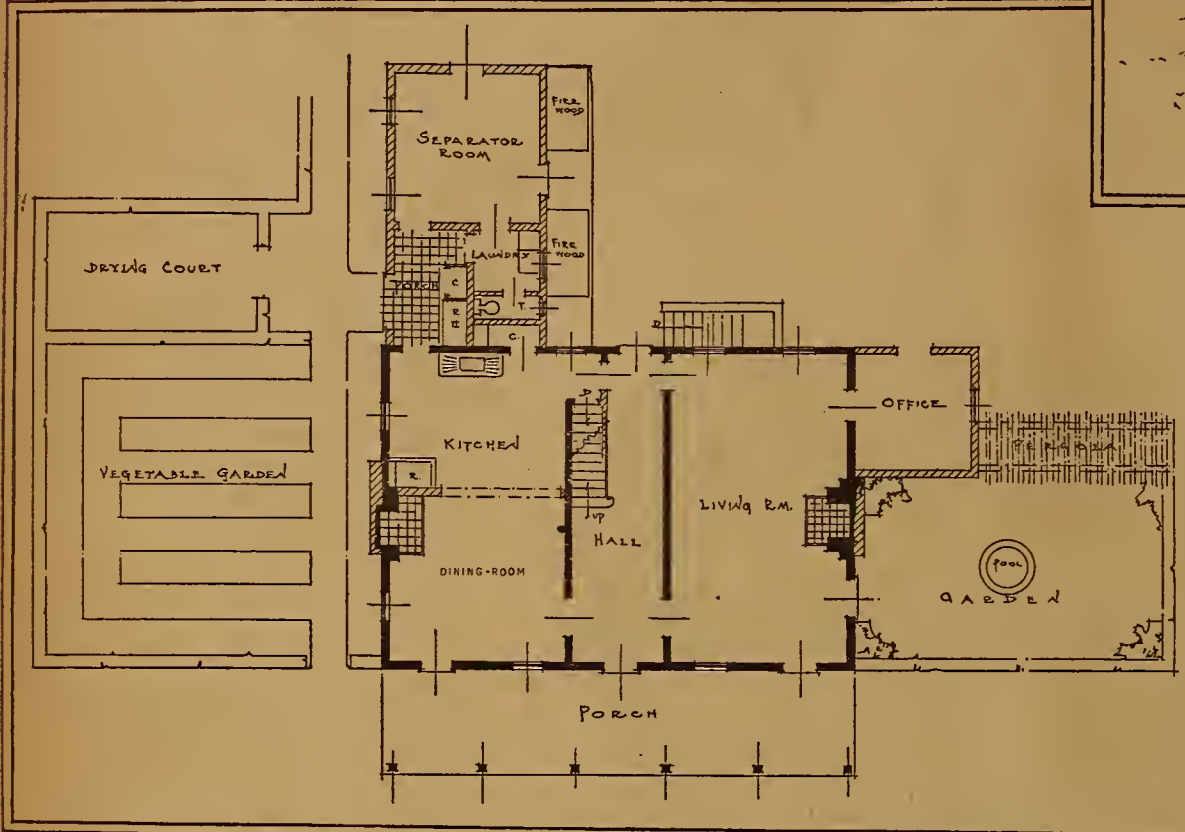 FIRE
WOOD
SEPARATOR
ROOM
FIRE
WOOD
LAUNDRY
DRYING COURT
PORCH
C
R
T.
C.
D
D
OFFICE
PERGOLA
KITCHEN
VEGETABLE GARDEN
R.
LIVING RM.
UP
HALL
POOL
DINING-ROOM
GARDEN
PORCH